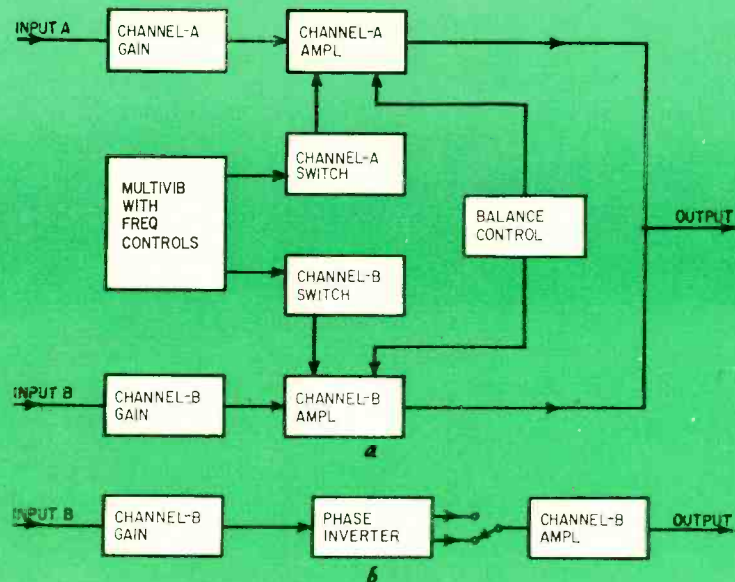 INPUT A
CHANNEL-A
GAIN
CHANNEL-A
AMPL
MULTIVIB
WITH
FREQ
CONTROLS
CHANNEL-A
SWITCH
BALANCE
CONTROL
OUTPUT
CHANNEL-B
SWITCH
INPUT B
CHANNEL-B
GAIN
CHANNEL-B
AMPL
a
INPUT B
CHANNEL-B
GAIN
PHASE
INVERTER
CHANNEL-B
AMPL
OUTPUT
b